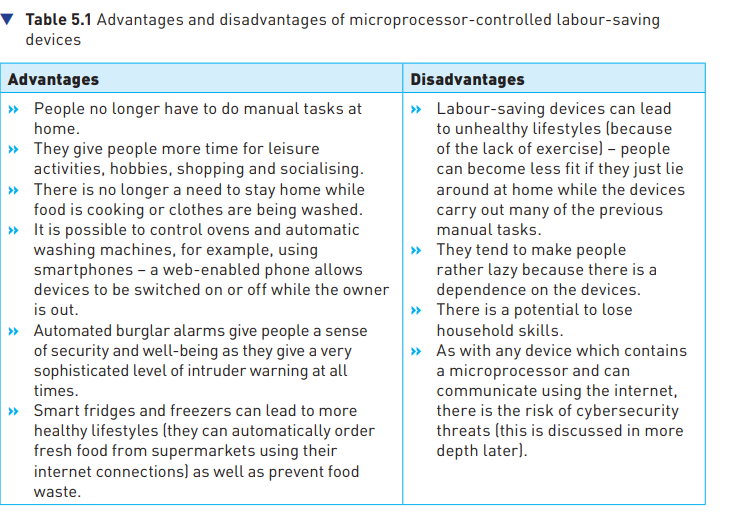 ▼ Table 5.1 Advantages and disadvantages of microprocessor-controlled labour-saving
devices
Advantages
» People no longer have to do manual tasks at
home.
» They give people more time for leisure
activities, hobbies, shopping and socialising.
» There is no longer a need to stay home while
food is cooking or clothes are being washed.
» It is possible to control ovens and automatic
washing machines, for example, using
smartphones – a web-enabled phone allows
devices to be switched on or off while the owner
is out.
» Automated burglar alarms give people a sense
of security and well-being as they give a very
sophisticated level of intruder warning at all
times.
» Smart fridges and freezers can lead to more
healthy lifestyles (they can automatically order
fresh food from supermarkets using their
internet connections) as well as prevent food
waste.
Disadvantages
» Labour-saving devices can lead
to unhealthy lifestyles (because
of the lack of exercise) – people
can become less fit if they just lie
around at home while the devices
carry out many of the previous
manual tasks.
» They tend to make people
rather lazy because there is a
dependence on the devices.
» There is a potential to lose
household skills.
» As with any device which contains
a microprocessor and can
communicate using the internet,
there is the risk of cybersecurity
threats (this is discussed in more
depth later).